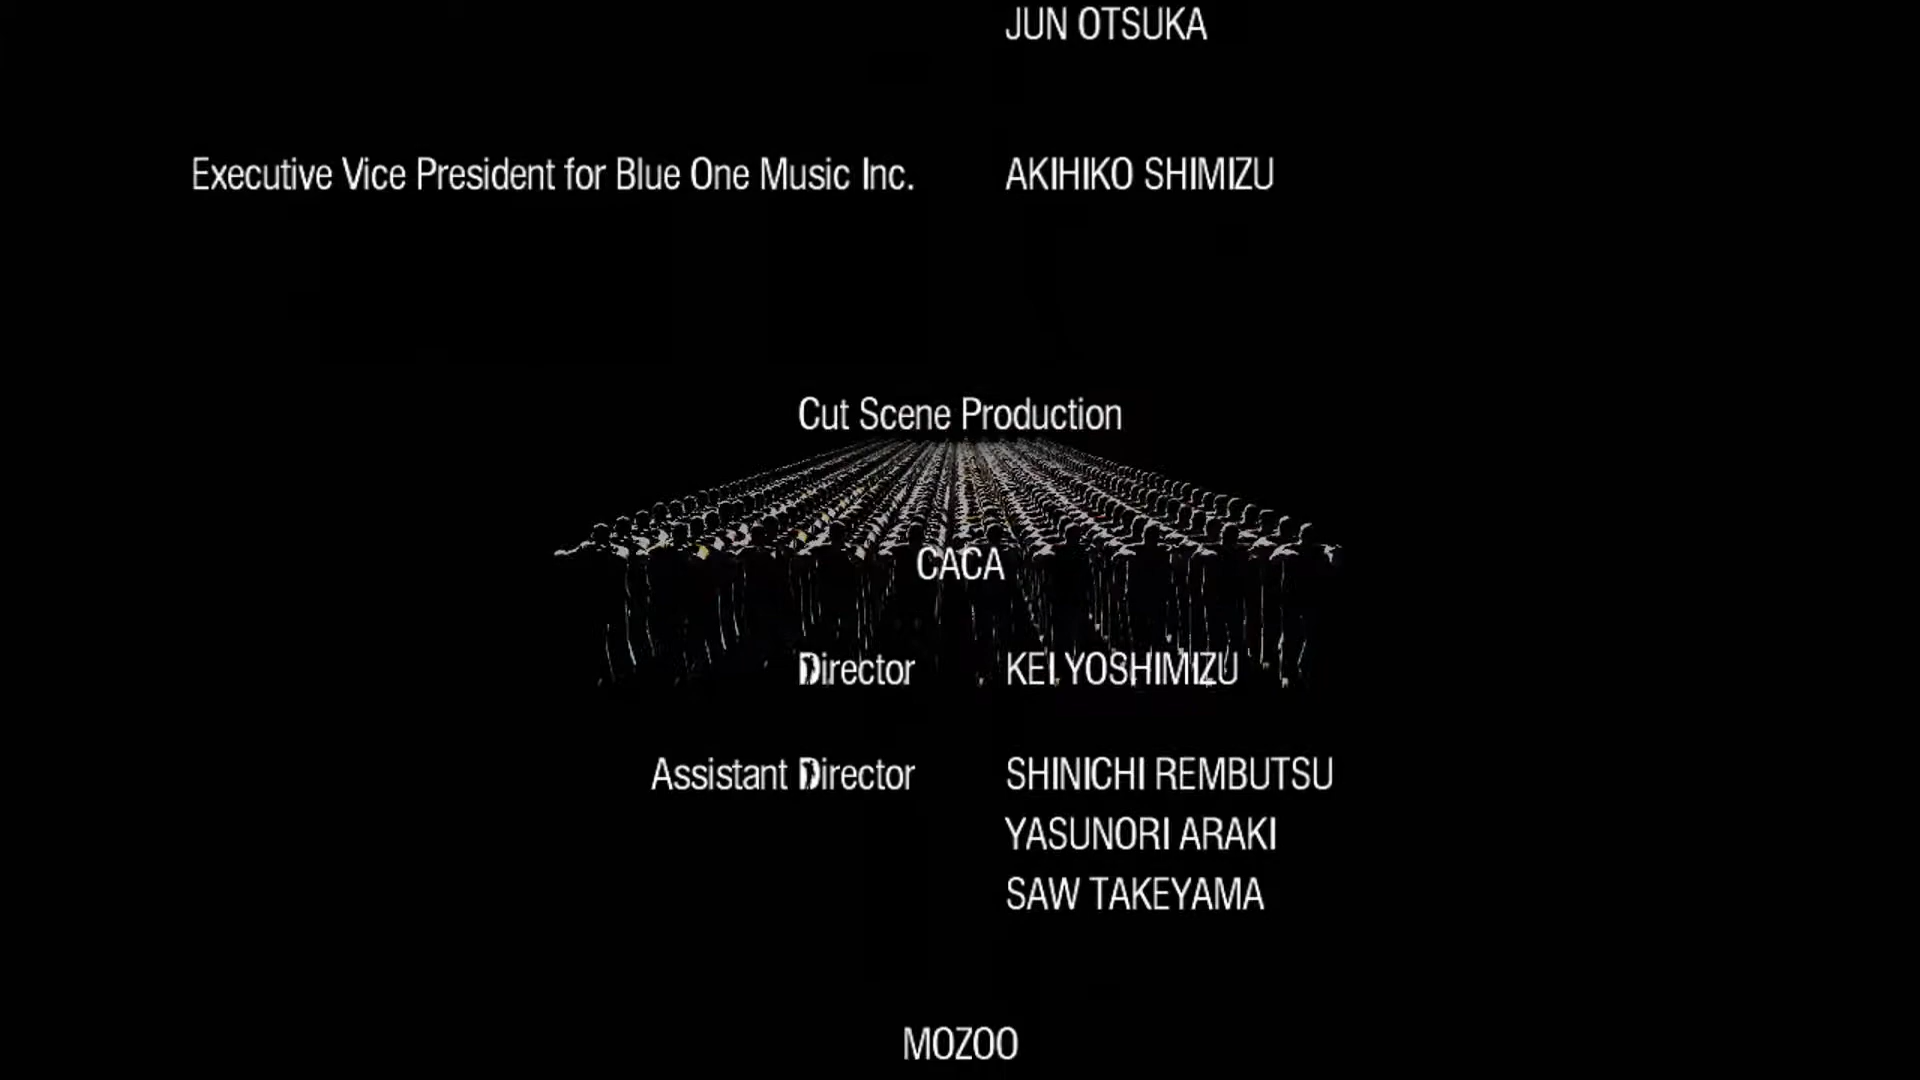 JUN OTSUKA
Executive Vice President for Blue One Music Inc. AKIHIKO SHIMIZU
Cut Scene Production
CACA
Director KEI YOSHIMIZU
Assistant Director SHINICHI REMBUTSU
YASUNORI ARAKI
SAW TAKEYAMA
MOZOO